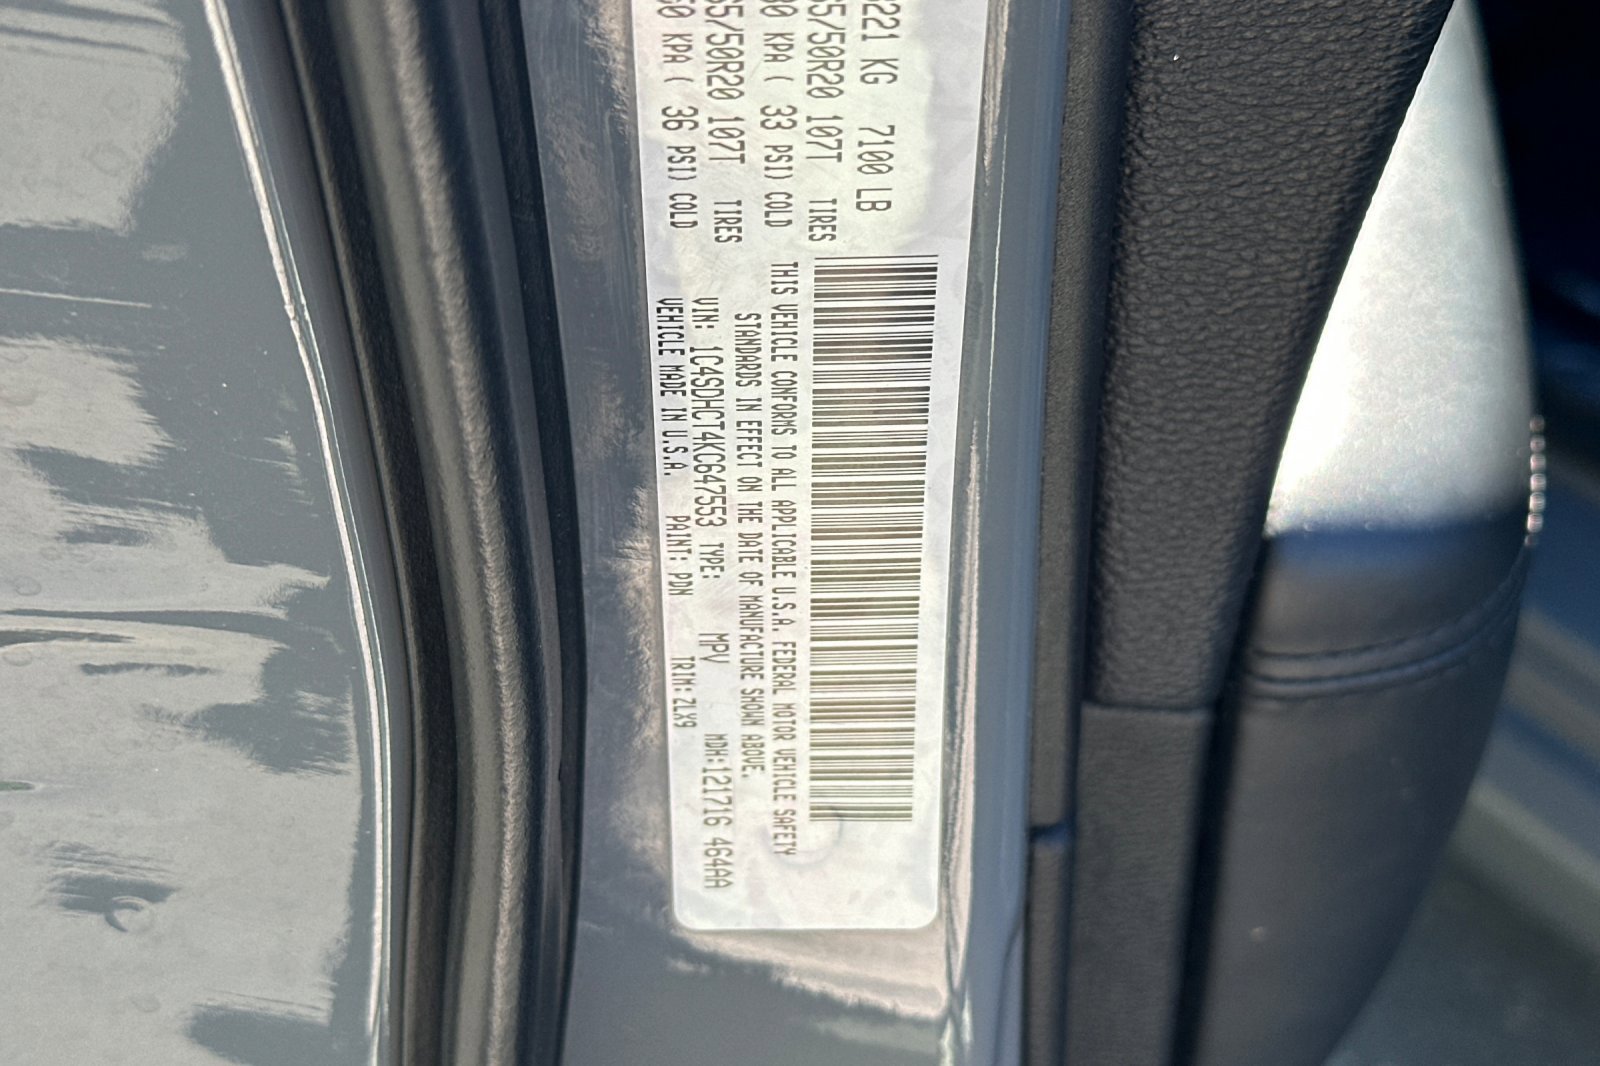 221 KG 7100 LB
5/50R20 107T TIRES
KPA ( 33 PSI) COLD
5/50R20 107T TIRES
KPA ( 36 PSI) COLD
THIS VEHICLE CONFORMS TO ALL APPLICABLE U.S.A. FEDERAL MOTOR VEHICLE SAFETY
STANDARDS IN EFFECT ON THE DATE OF MANUFACTURE SHOWN ABOVE.
VIN: 1C4SDHCT4KC647553 TYPE: MPV MDH:121716 464AA
VEHICLE MADE IN U.S.A. PAINT: PDN TRIM:ZLX9